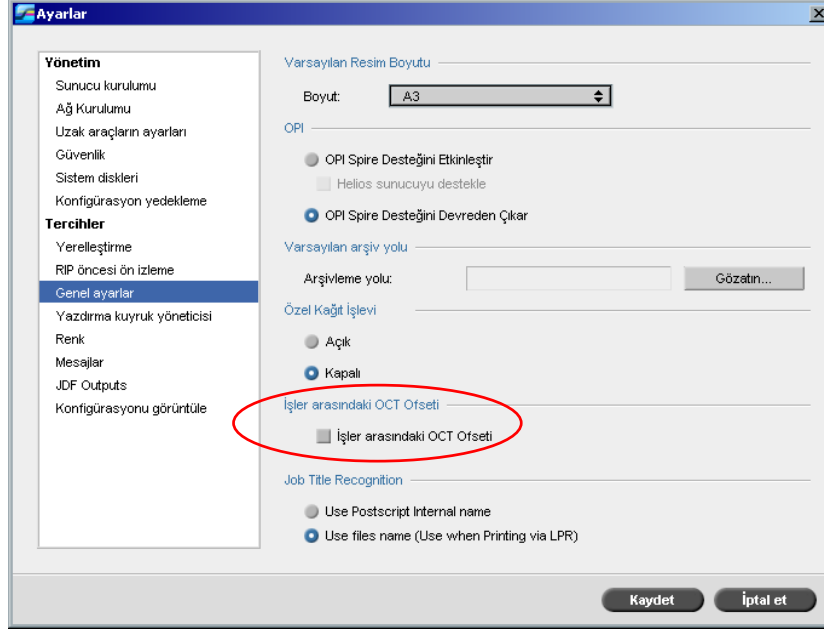 Ayarlar
Yönetim
Sunucu kurulumu
Ağ Kurulumu
Uzak araçların ayarları
Güvenlik
Sistem diskleri
Konfigürasyon yedekleme
Tercihler
Yerelleştirme
RIP öncesi ön izleme
Genel ayarlar
Yazdırma kuyruk yöneticisi
Renk
Mesajlar
JDF Outputs
Konfigürasyonu görüntüle
Varsayılan Resim Boyutu
Boyut: A3
OPI
OPI Spire Desteğini Etkinleştir
Helios sunucuyu destekle
OPI Spire Desteğini Devreden Çıkar
Varsayılan arşiv yolu
Arşivleme yolu: Gözatın...
Özel Kağıt İşlevi
Açık
Kapalı
İşler arasındaki OCT Ofseti
İşler arasındaki OCT Ofseti
Job Title Recognition
Use Postscript Internal name
Use files name (Use when Printing via LPR)
Kaydet İptal et